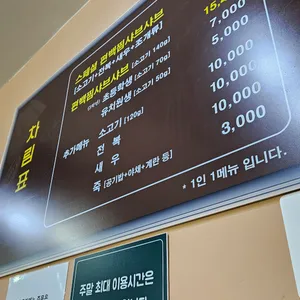 차림표
스페셜 편백찜샤브샤브
[소고기+전복+새우+조개류]
편백찜샤브샤브 [소고기 140g]
초등학생 [소고기 70g] 7,000
유치원생 [소고기 50g] 5,000
추가메뉴 소고기 [120g] 10,000
전 복 10,000
새 우 10,000
죽 [공기밥+야채+계란 등] 3,000
* 1인 1메뉴 입니다.
주말 최대 이용시간은